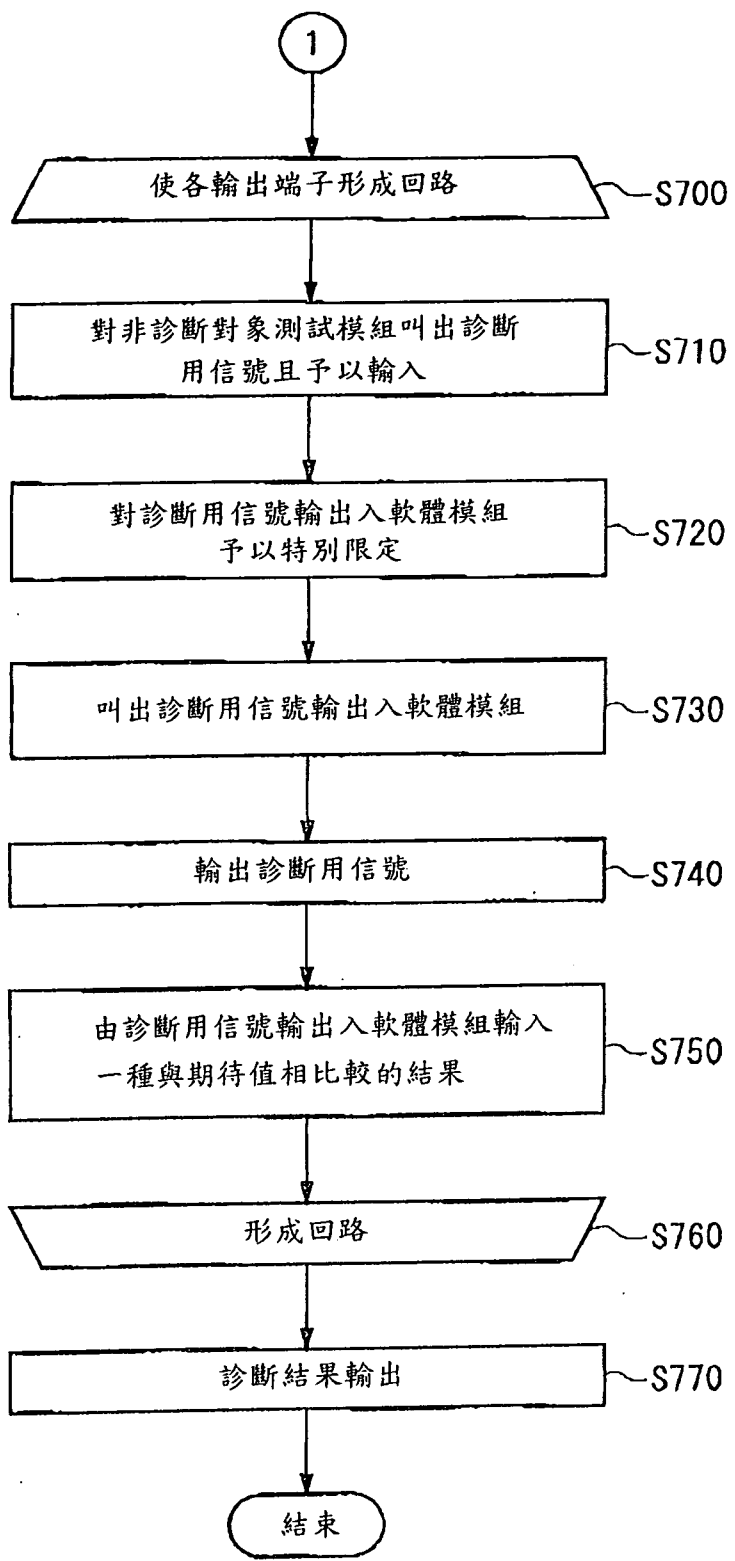 1
使各輸出端子形成回路
S700
對非診斷對象測試模組叫出診斷
用信號且予以輸入
S710
對診斷用信號輸出入軟體模組
予以特別限定
S720
叫出診斷用信號輸出入軟體模組
S730
輸出診斷用信號
S740
由診斷用信號輸出入軟體模組輸入
一種與期待值相比較的結果
S750
形成回路
S760
診斷結果輸出
S770
結束